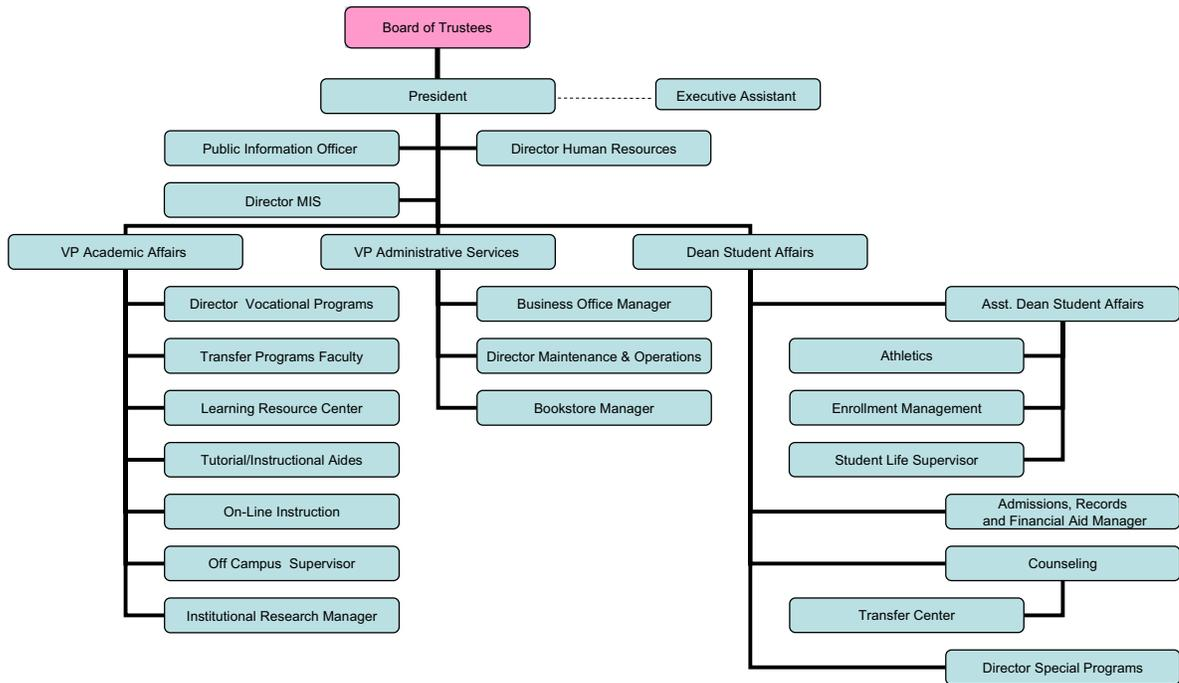 Board of Trustees
President
Executive Assistant
Public Information Officer
Director Human Resources
Director MIS
VP Academic Affairs
VP Administrative Services
Dean Student Affairs
Director  Vocational Programs
Business Office Manager
Asst. Dean Student Affairs
Transfer Programs Faculty
Director Maintenance & Operations
Athletics
Learning Resource Center
Bookstore Manager
Enrollment Management
Tutorial/Instructional Aides
Student Life Supervisor
On-Line Instruction
Admissions, Records
and Financial Aid Manager
Off Campus  Supervisor
Counseling
Institutional Research Manager
Transfer Center
Director Special Programs